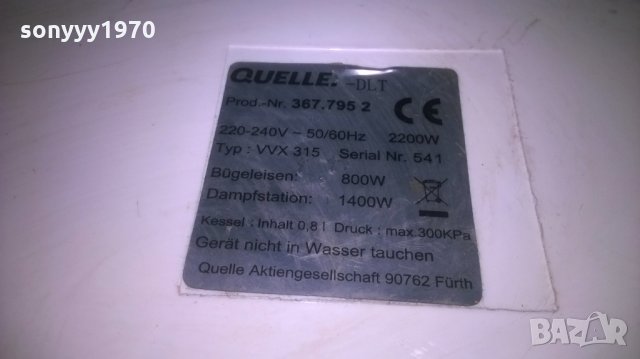 sonyyy1970
QUELLE. -DLT
Prod.-Nr. 367.795 2 CE
220-240V ~ 50/60Hz 2200W
Typ : VVX 315 Serial Nr. 541
Bügeleisen: 800W
Dampfstation: 1400W
Kessel : Inhalt 0,8 l Druck : max.300KPa
Gerät nicht in Wasser tauchen
Quelle Aktiengesellschaft 90762 Fürth
BAZAR